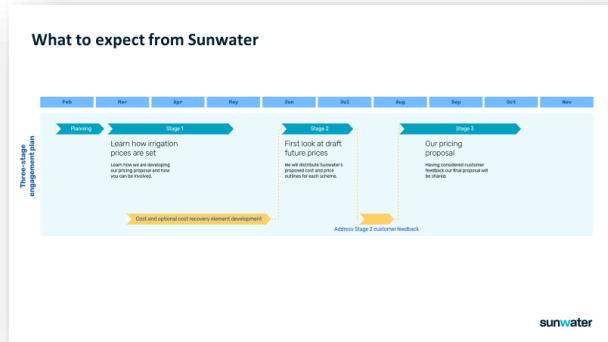 What to expect from Sunwater
Feb Mar Apr May Jun Jul Aug Sep Oct Nov
Three-stage
engagement plan
Planning
Stage 1
Learn how irrigation
prices are set
Learn how we are developing
our pricing proposal and how
you can be involved.
Stage 2
First look at draft
future prices
We will distribute Sunwater's
proposed cost and price
outlines for each scheme.
Stage 3
Our pricing
proposal
Having considered customer
feedback our final proposal will
be shared.
Cost and optional cost recovery element development
Address Stage 2 customer feedback
sunwater